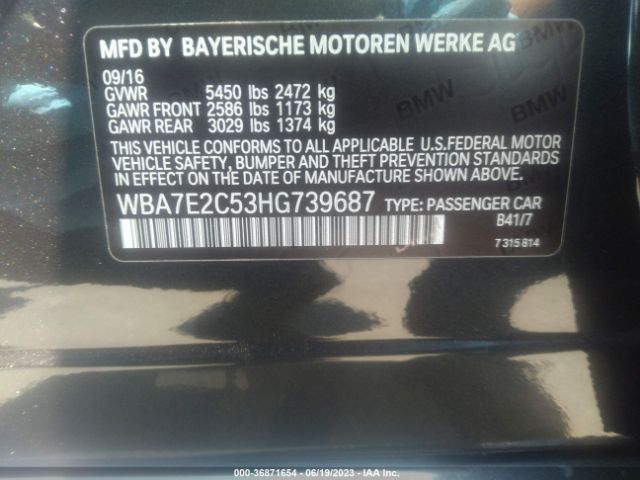 MFD BY BAYERISCHE MOTOREN WERKE AG
09/16
GVWR 5450 lbs 2472 kg
GAWR FRONT 2586 lbs 1173 kg
GAWR REAR 3029 lbs 1374 kg
THIS VEHICLE CONFORMS TO ALL APPLICABLE U.S.FEDERAL MOTOR
VEHICLE SAFETY, BUMPER AND THEFT PREVENTION STANDARDS
IN EFFECT ON THE DATE OF MANUFACTURE SHOWN ABOVE.
WBA7E2C53HG739687 TYPE: PASSENGER CAR
B41/7
7 315 814
BMW
BMW
000-36871654 - 06/19/2023 - IAA Inc.